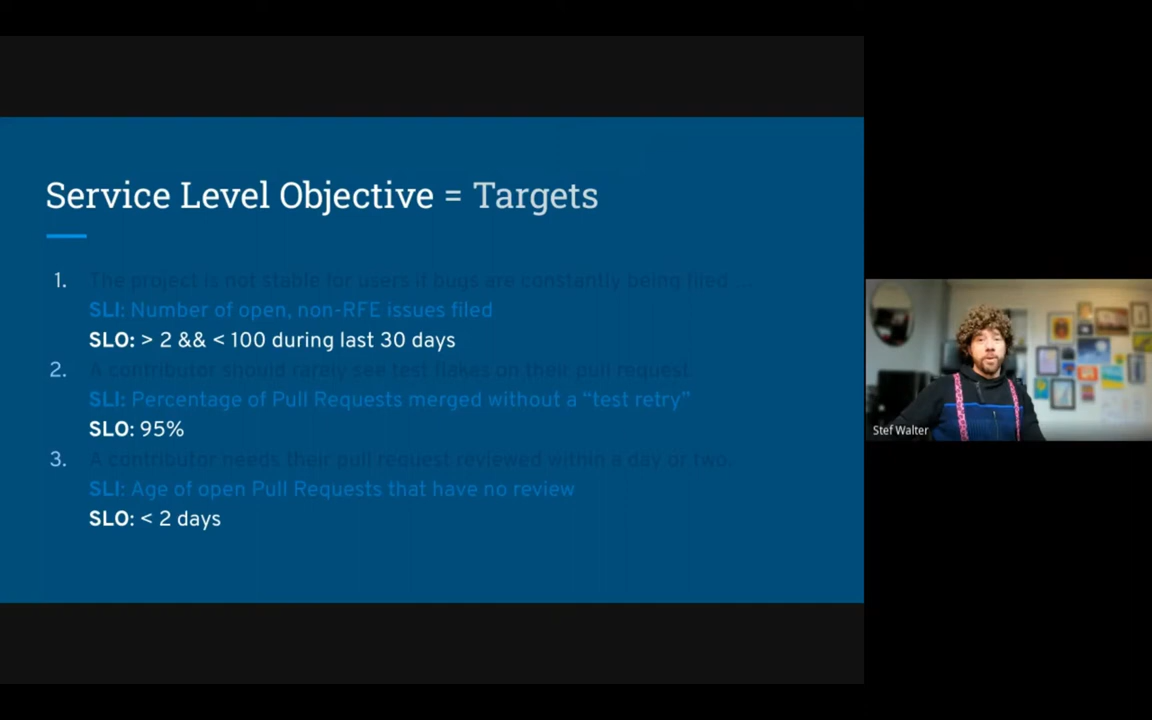 Service Level Objective = Targets
1. The project is not stable for users if bugs are constantly being filed ...
SLI: Number of open, non-RFE issues filed
SLO: > 2 && < 100 during last 30 days
2. A contributor should rarely see test flakes on their pull request.
SLI: Percentage of Pull Requests merged without a “test retry”
SLO: 95%
3. A contributor needs their pull request reviewed within a day or two.
SLI: Age of open Pull Requests that have no review
SLO: < 2 days
Stef Walter